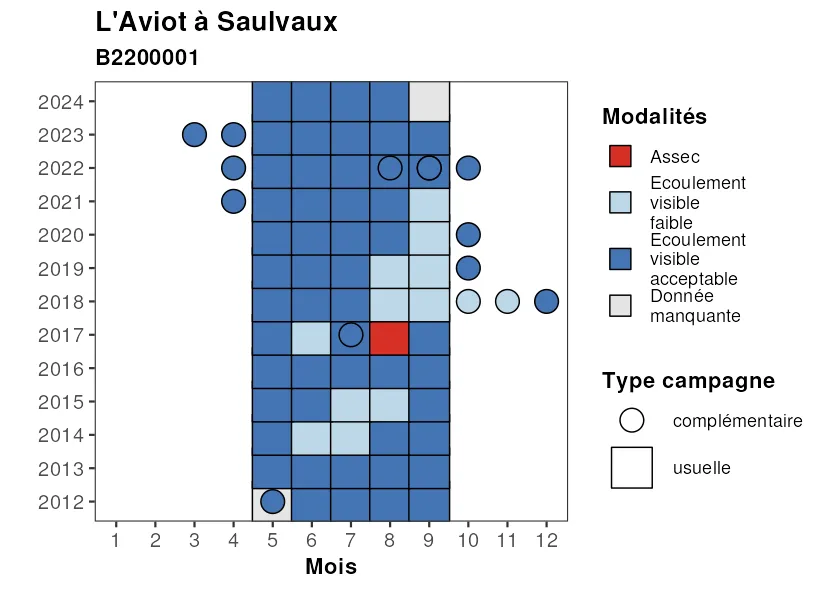 L'Aviot à Saulvaux
B2200001
2024
2023
2022
2021
2020
2019
2018
2017
2016
2015
2014
2013
2012
1 2 3 4 5 6 7 8 9 10 11 12
Mois
Modalités
Assec
Ecoulement
visible
faible
Ecoulement
visible
acceptable
Donnée
manquante
Type campagne
complémentaire
usuelle